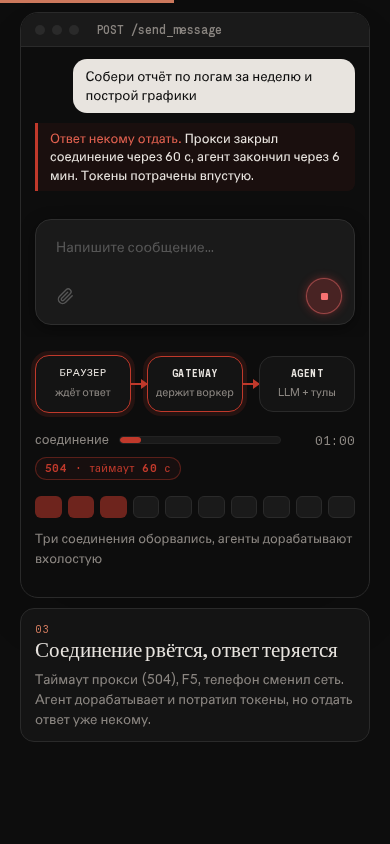 POST /send_message
Собери отчёт по логам за неделю и
построй графики
Ответ некому отдать. Прокси закрыл
соединение через 60 с, агент закончил через 6
мин. Токены потрачены впустую.
Напишите сообщение...
БРАУЗЕР
ждёт ответ
GATEWAY
держит воркер
AGENT
LLM + тулы
соединение
01:00
504 · таймаут 60 с
Три соединения оборвались, агенты дорабатывают
вхолостую
03
Соединение рвётся, ответ теряется
Таймаут прокси (504), F5, телефон сменил сеть.
Агент дорабатывает и потратил токены, но отдать
ответ уже некому.